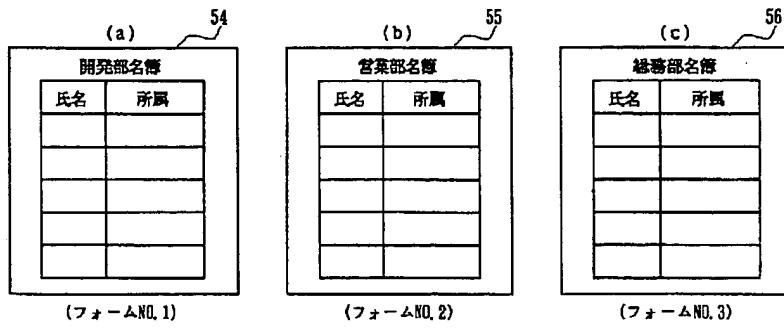 (a) 54
開発部名簿
氏名 所属
(フォームNO.1)
(b) 55
営業部名簿
氏名 所属
(フォームNO.2)
(c) 56
総務部名簿
氏名 所属
(フォームNO.3)